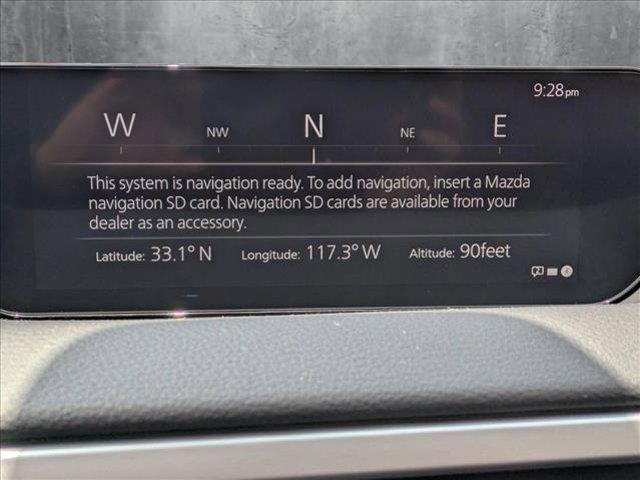 9:28pm
W NW N NE E
This system is navigation ready. To add navigation, insert a Mazda
navigation SD card. Navigation SD cards are available from your
dealer as an accessory.
Latitude: 33.1° N Longitude: 117.3° W Altitude: 90feet